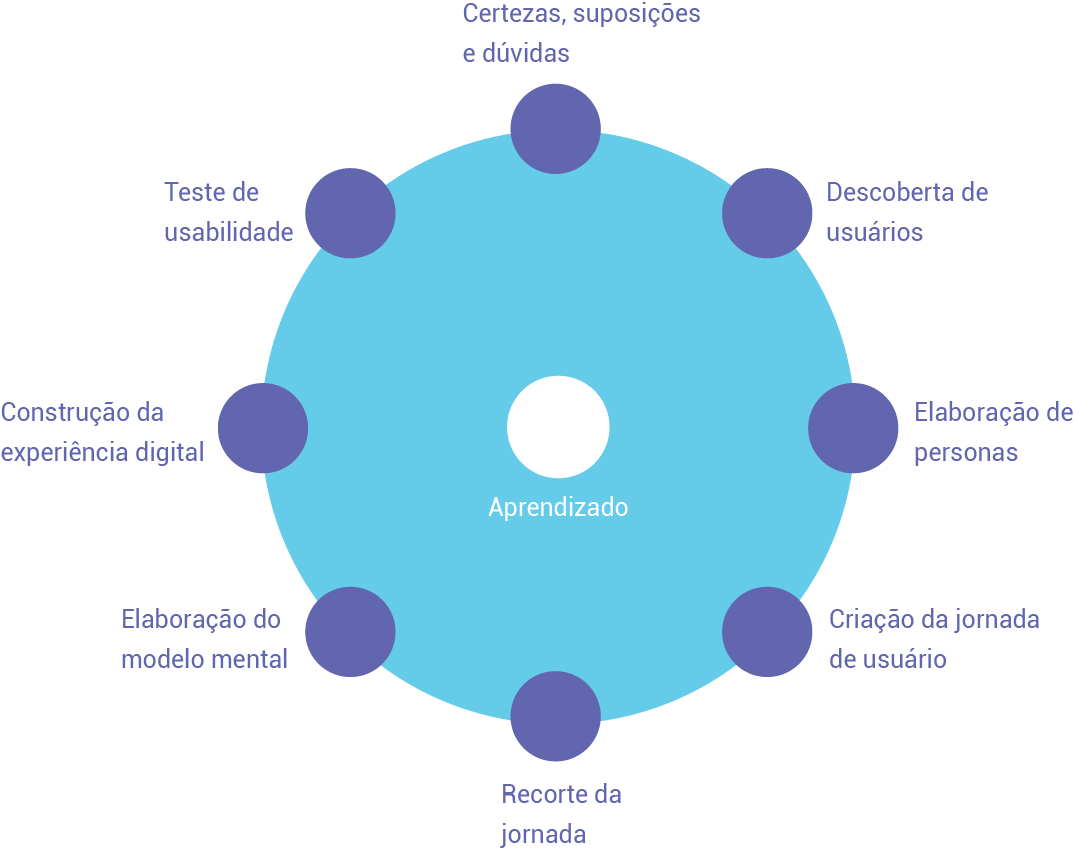 Certezas, suposições
e dúvidas
Descoberta de
usuários
Elaboração de
personas
Criação da jornada
de usuário
Recorte da
jornada
Elaboração do
modelo mental
Construção da
experiência digital
Teste de
usabilidade
Aprendizado